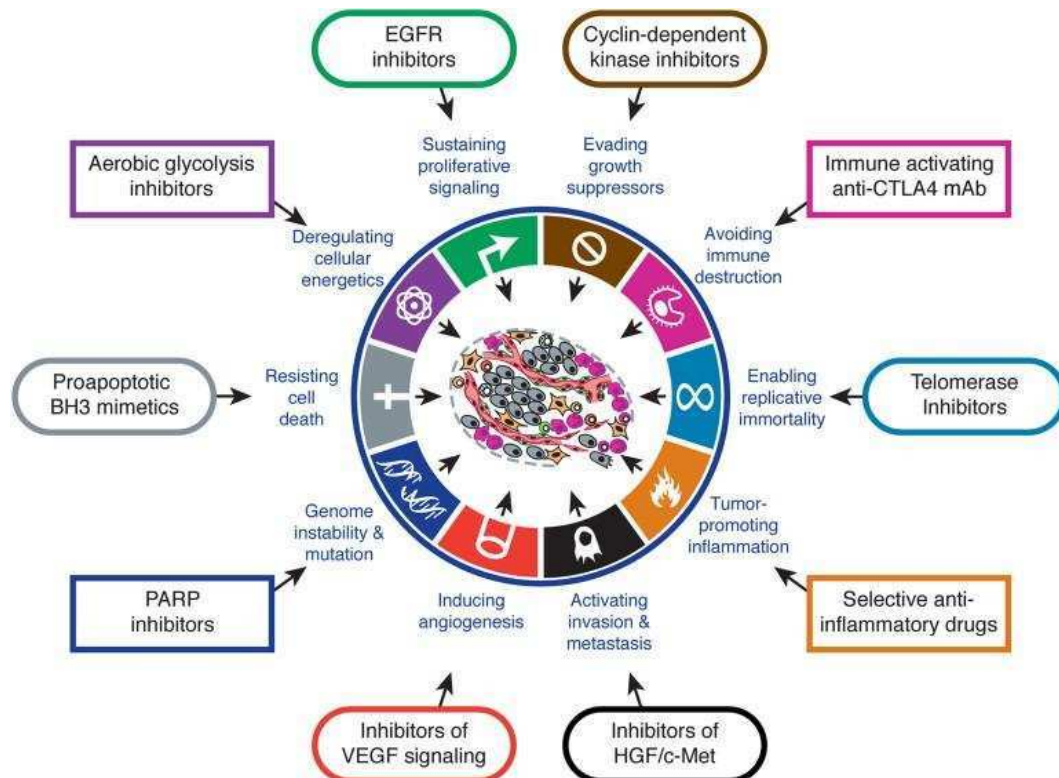 EGFR
inhibitors
Cyclin-dependent
kinase inhibitors
Sustaining
proliferative
signaling
Evading
growth
suppressors
Aerobic glycolysis
inhibitors
Immune activating
anti-CTLA4 mAb
Deregulating
cellular
energetics
Avoiding
immune
destruction
Proapoptotic
BH3 mimetics
Resisting
cell
death
Enabling
replicative
immortality
Telomerase
Inhibitors
Genome
instability &
mutation
Tumor-
promoting
inflammation
PARP
inhibitors
Inducing
angiogenesis
Activating
invasion &
metastasis
Selective anti-
inflammatory drugs
Inhibitors of
VEGF signaling
Inhibitors of
HGF/c-Met